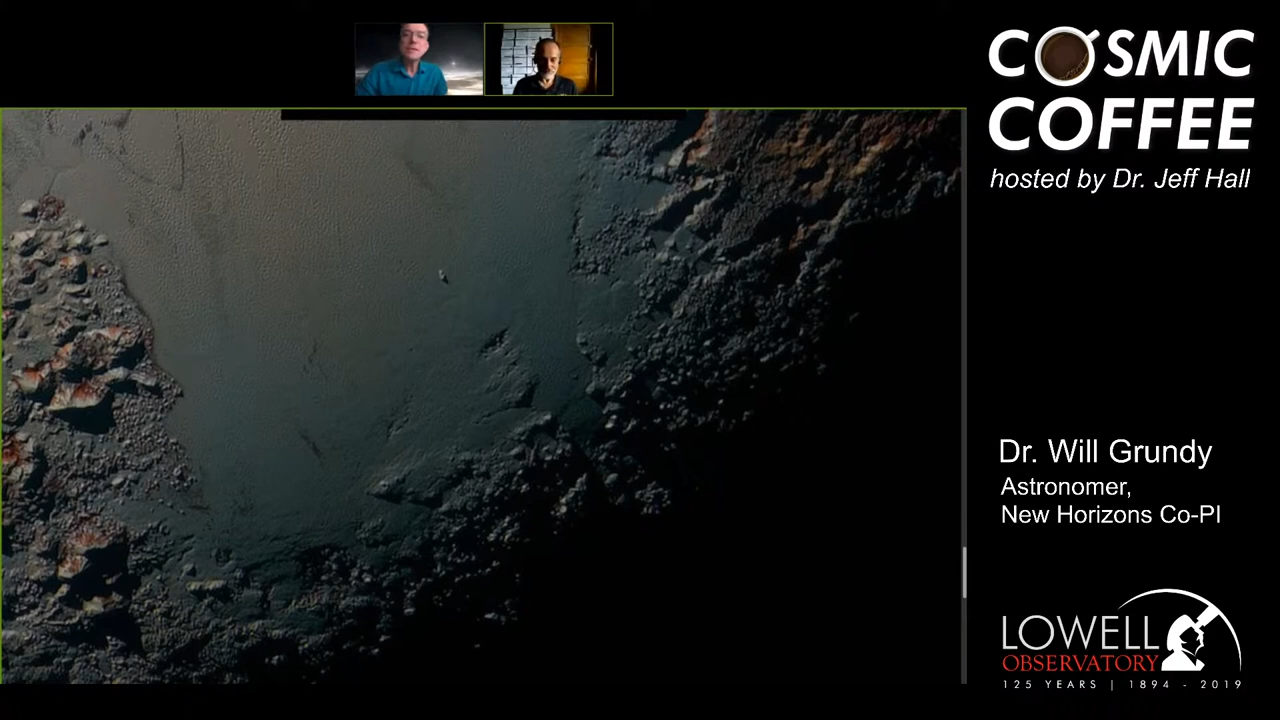 COSMIC
COFFEE
hosted by Dr. Jeff Hall
Dr. Will Grundy
Astronomer,
New Horizons Co-PI
LOWELL
OBSERVATORY
125 YEARS | 1894 - 2019